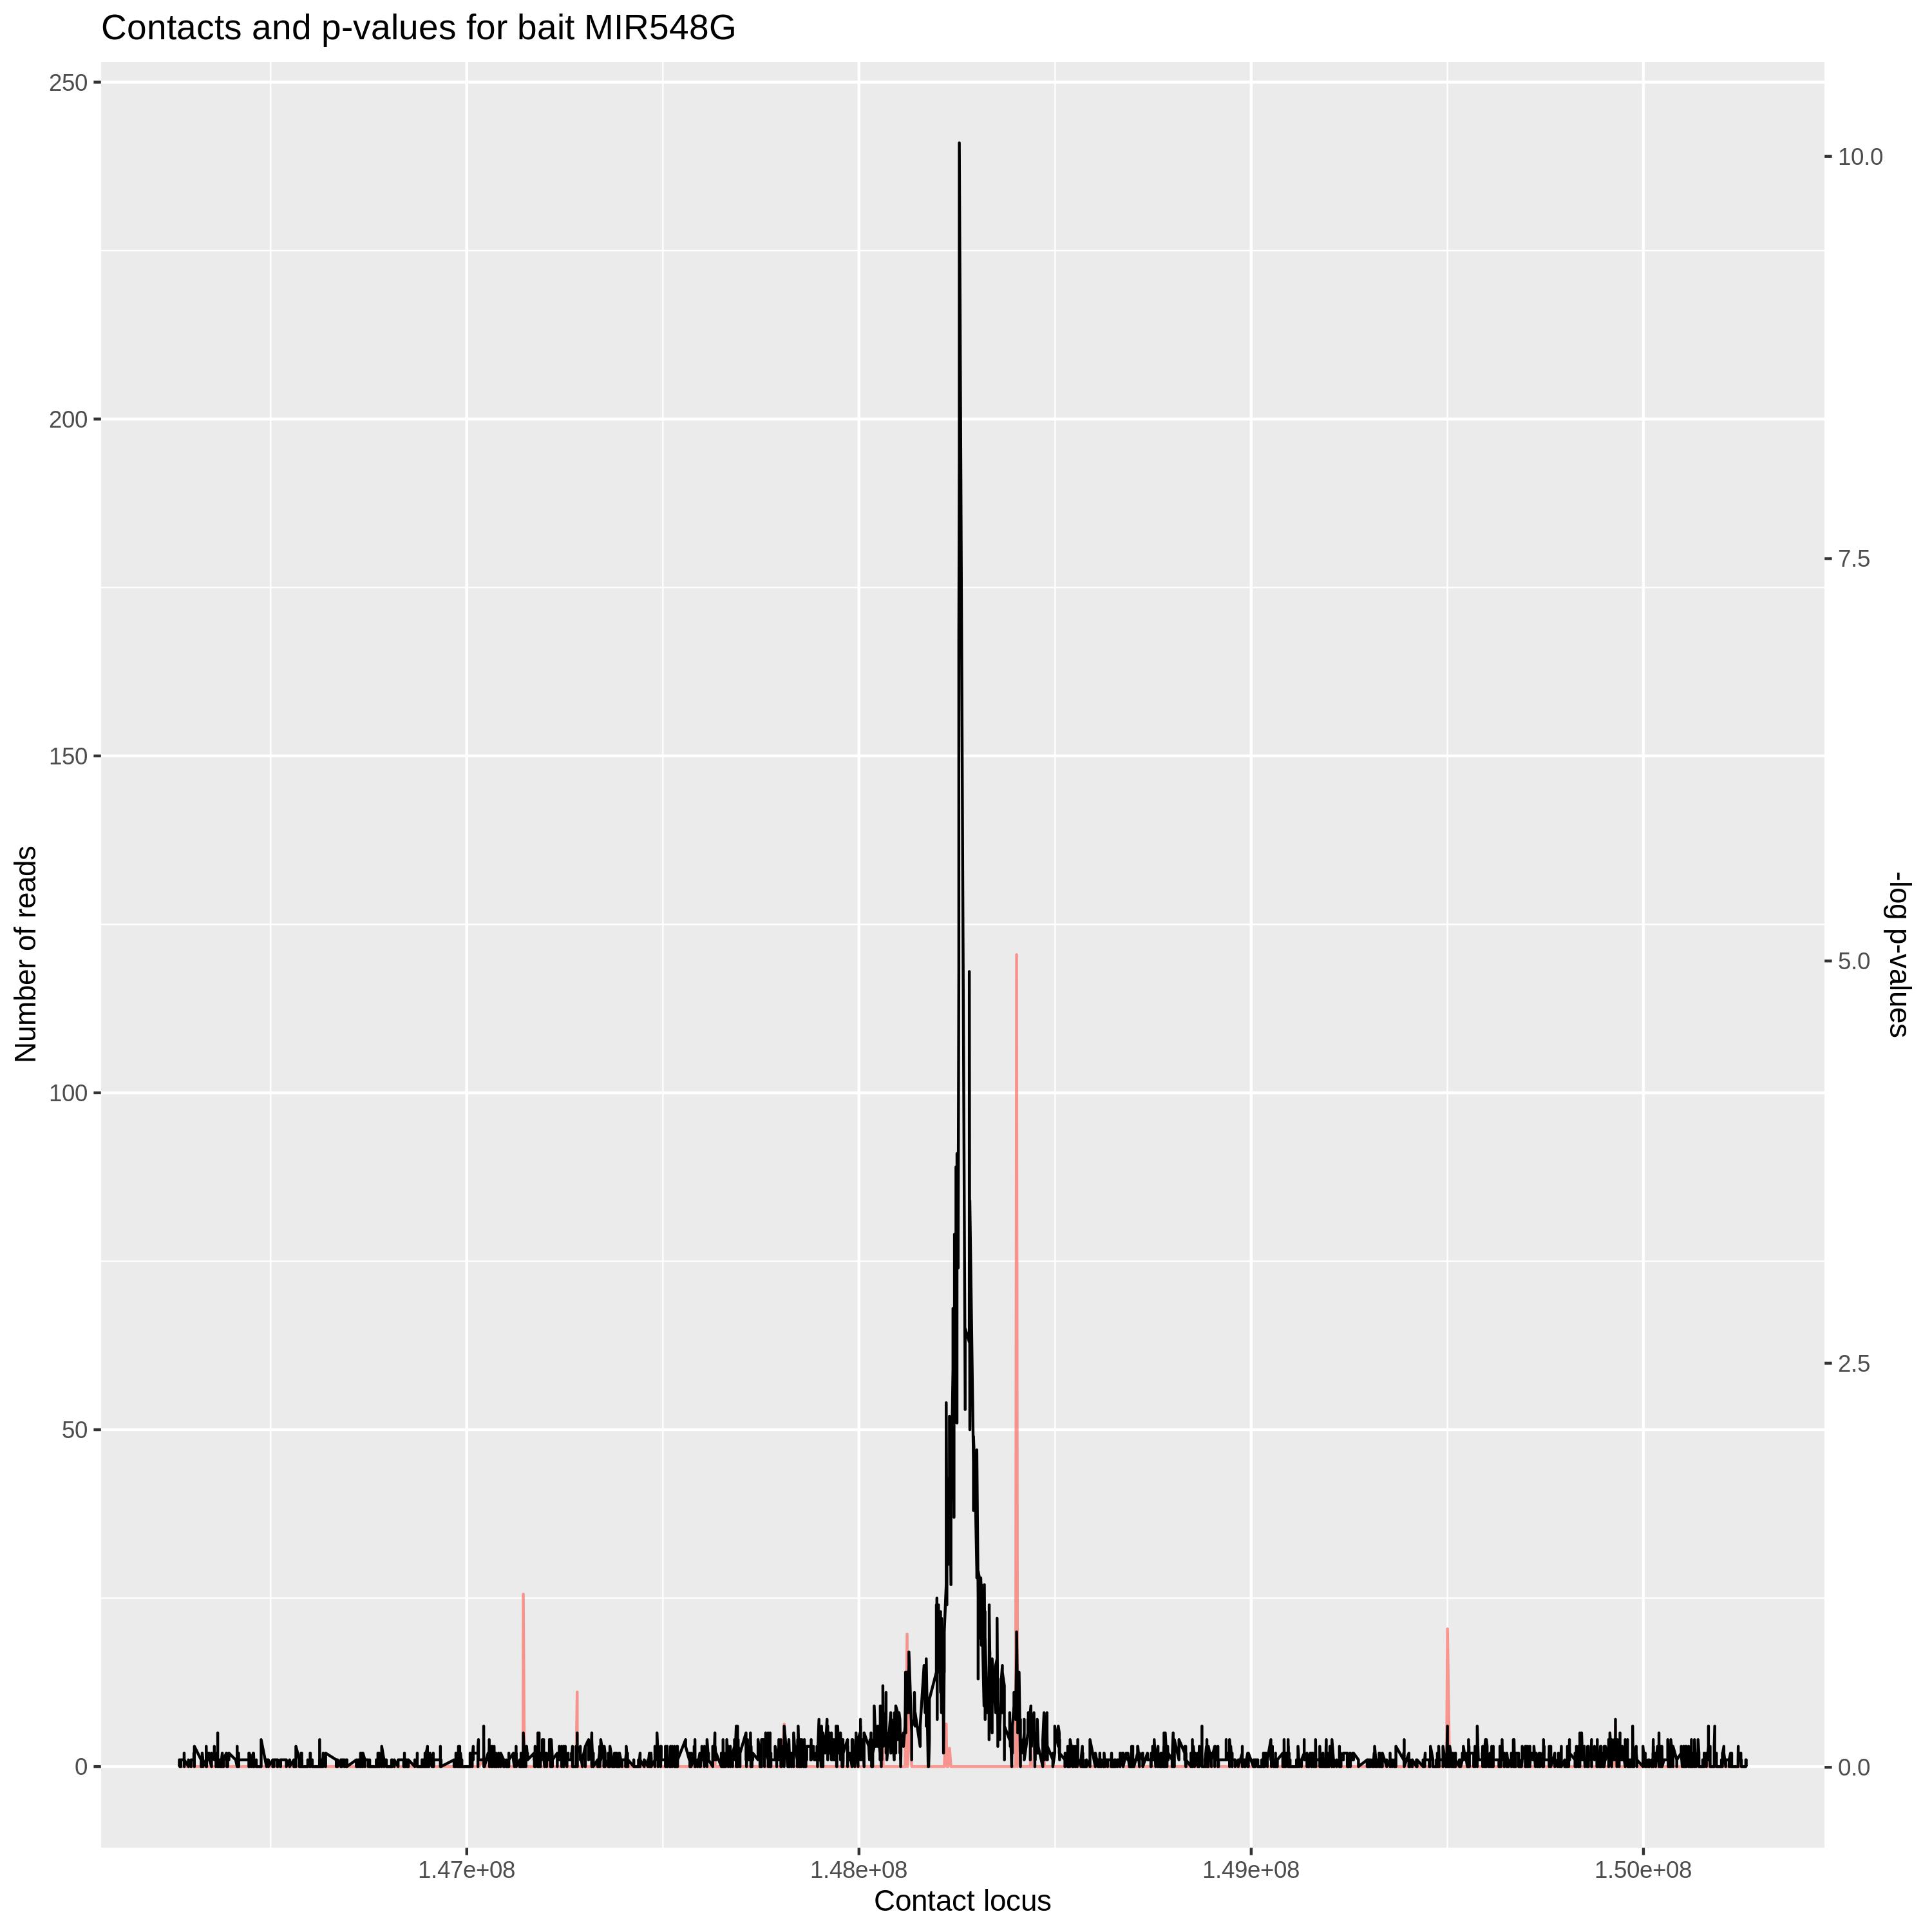 Contacts and p-values for bait MIR548G
250
200
150
100
50
0
Number of reads
10.0
7.5
5.0
2.5
0.0
-log p-values
1.47e+08
1.48e+08
1.49e+08
1.50e+08
Contact locus